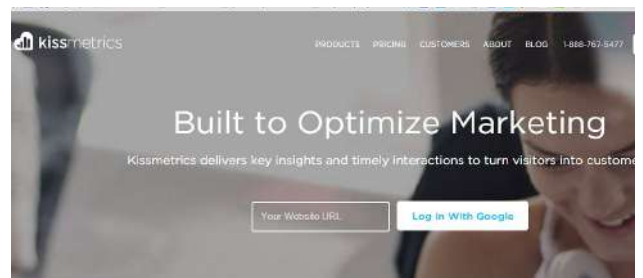 kissmetrics
PRODUCTS PRICING CUSTOMERS ABOUT BLOG 1-888-767-5477
Built to Optimize Marketing
Kissmetrics delivers key insights and timely interactions to turn visitors into custome
Your Website URL
Log In With Google